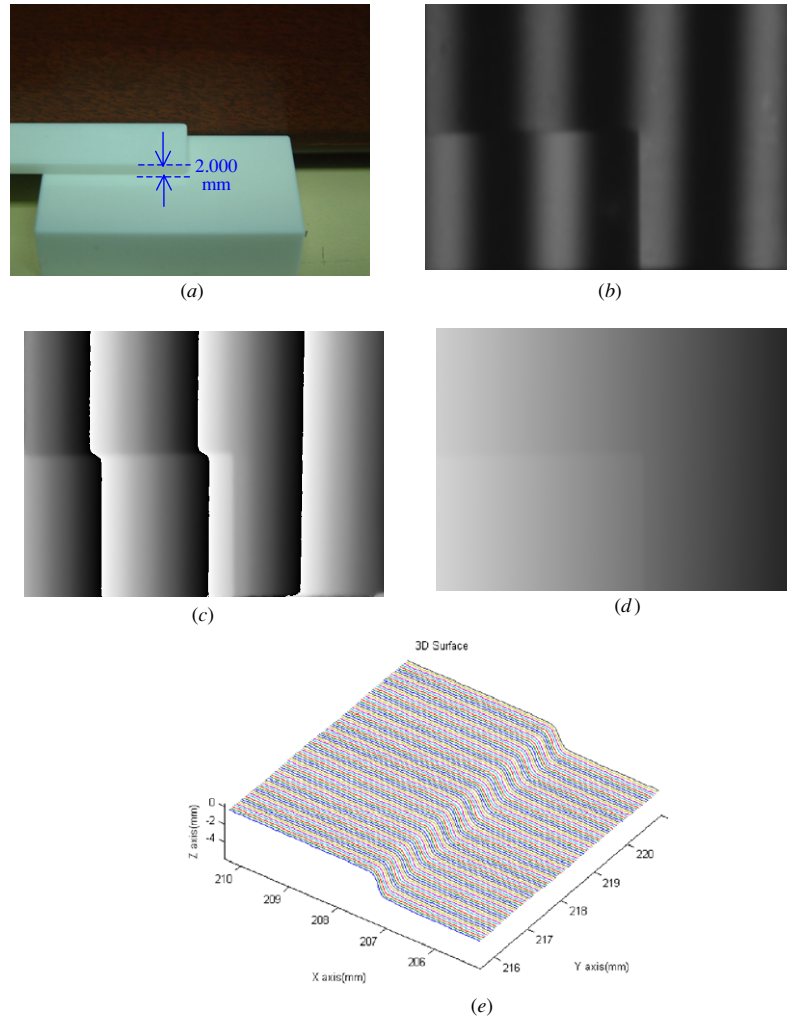 2.000
mm
(a)
(b)
(c)
(d)
3D Surface
0
-2
-4
Z axis(mm)
210
209
208
207
206
X axis(mm)
216
217
218
219
220
Y axis(mm)
(e)